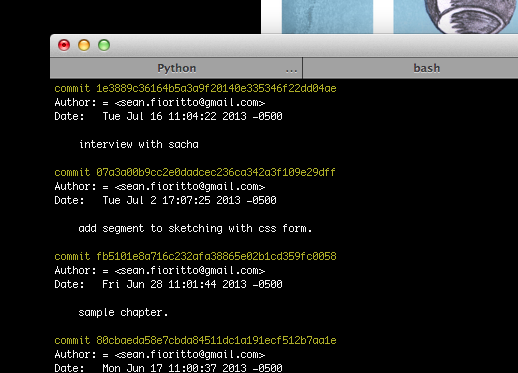 Python ... bash
commit 1e3889c36164b5a3a9f20140e335346f22dd04ae
Author: = <sean.fioritto@gmail.com>
Date:   Tue Jul 16 11:04:22 2013 -0500
interview with sacha
commit 07a3a00b9cc2e0dadcec236ca342a3f109e29dff
Author: = <sean.fioritto@gmail.com>
Date:   Tue Jul 2 17:07:25 2013 -0500
add segment to sketching with css form.
commit fb5101e8a716c232afa38865e02b1cd359fc0058
Author: = <sean.fioritto@gmail.com>
Date:   Fri Jun 28 11:01:44 2013 -0500
sample chapter.
commit 80cbaeda58e7cbda84511dc1a191ecf512b7aa1e
Author: = <sean.fioritto@gmail.com>
Date:   Mon Jun 17 11:00:37 2013 -0500